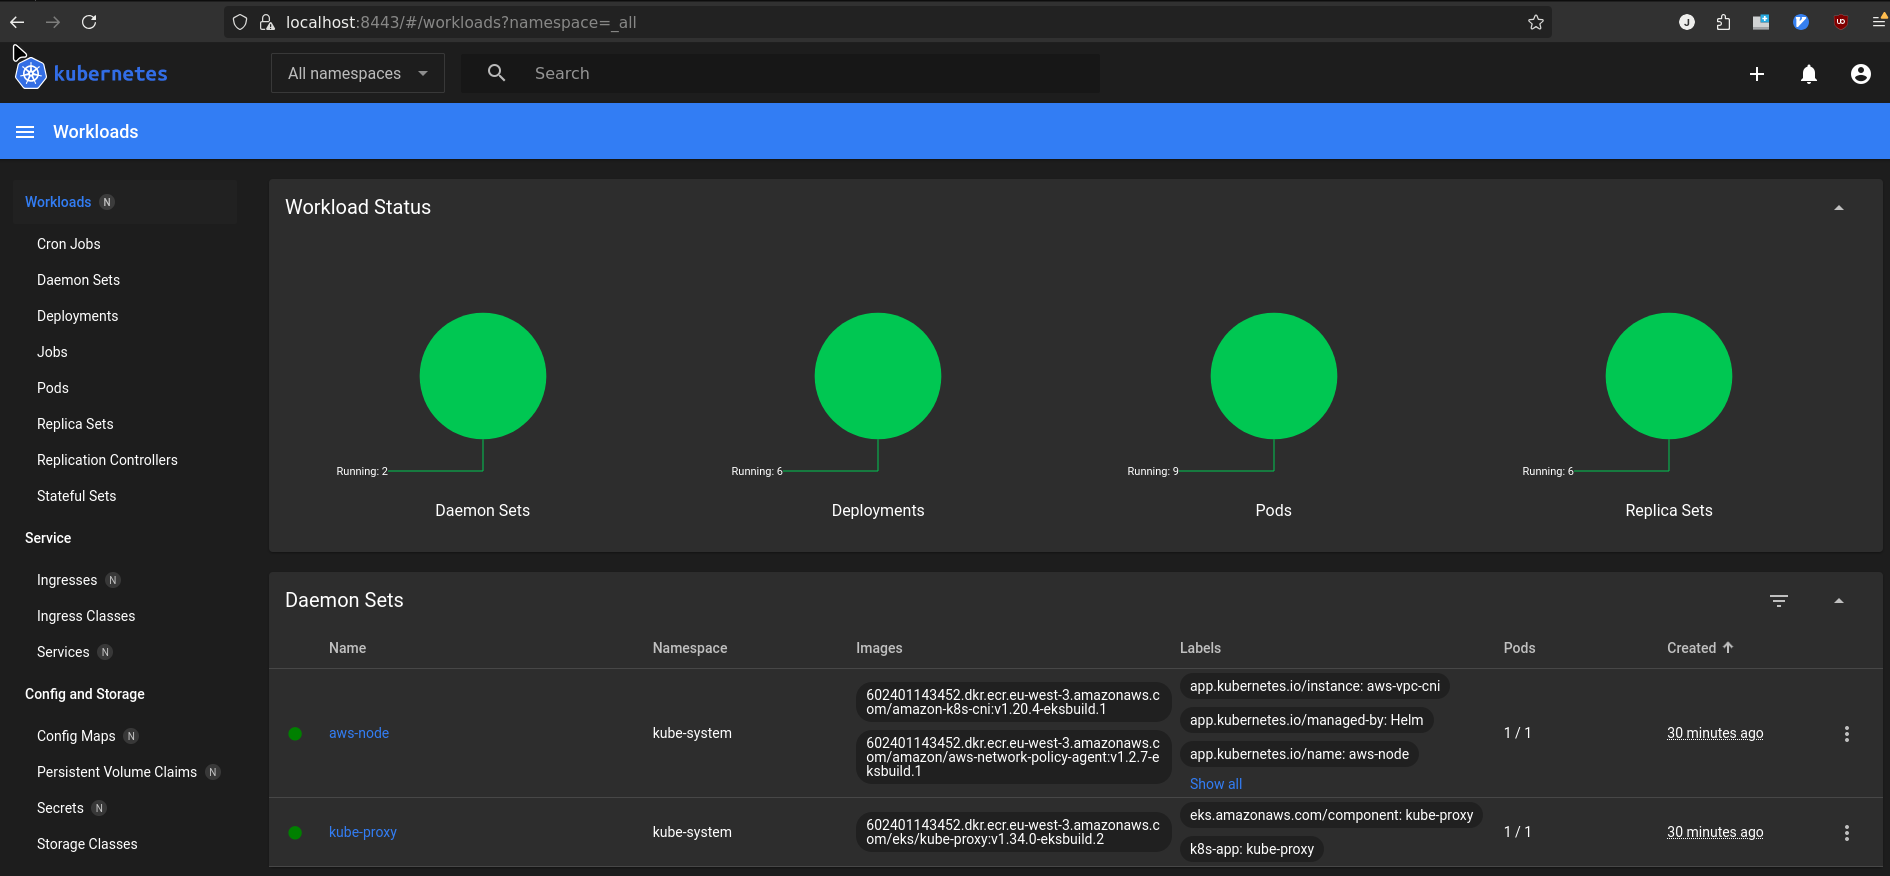 localhost:8443/#/workloads?namespace=_all
J
UD
kubernetes
All namespaces
Search
Workloads
Workloads N
Cron Jobs
Daemon Sets
Deployments
Jobs
Pods
Replica Sets
Replication Controllers
Stateful Sets
Service
Ingresses N
Ingress Classes
Services N
Config and Storage
Config Maps N
Persistent Volume Claims N
Secrets N
Storage Classes
Workload Status
Running: 2
Daemon Sets
Running: 6
Deployments
Running: 9
Pods
Running: 6
Replica Sets
Daemon Sets
Name Namespace Images Labels Pods Created
aws-node
kube-system
602401143452.dkr.ecr.eu-west-3.amazonaws.c
om/amazon-k8s-cni:v1.20.4-eksbuild.1
602401143452.dkr.ecr.eu-west-3.amazonaws.c
om/amazon/aws-network-policy-agent:v1.2.7-e
ksbuild.1
app.kubernetes.io/instance: aws-vpc-cni
app.kubernetes.io/managed-by: Helm
app.kubernetes.io/name: aws-node
Show all
1 / 1
30 minutes ago
kube-proxy
kube-system
602401143452.dkr.ecr.eu-west-3.amazonaws.c
om/eks/kube-proxy:v1.34.0-eksbuild.2
eks.amazonaws.com/component: kube-proxy
k8s-app: kube-proxy
1 / 1
30 minutes ago